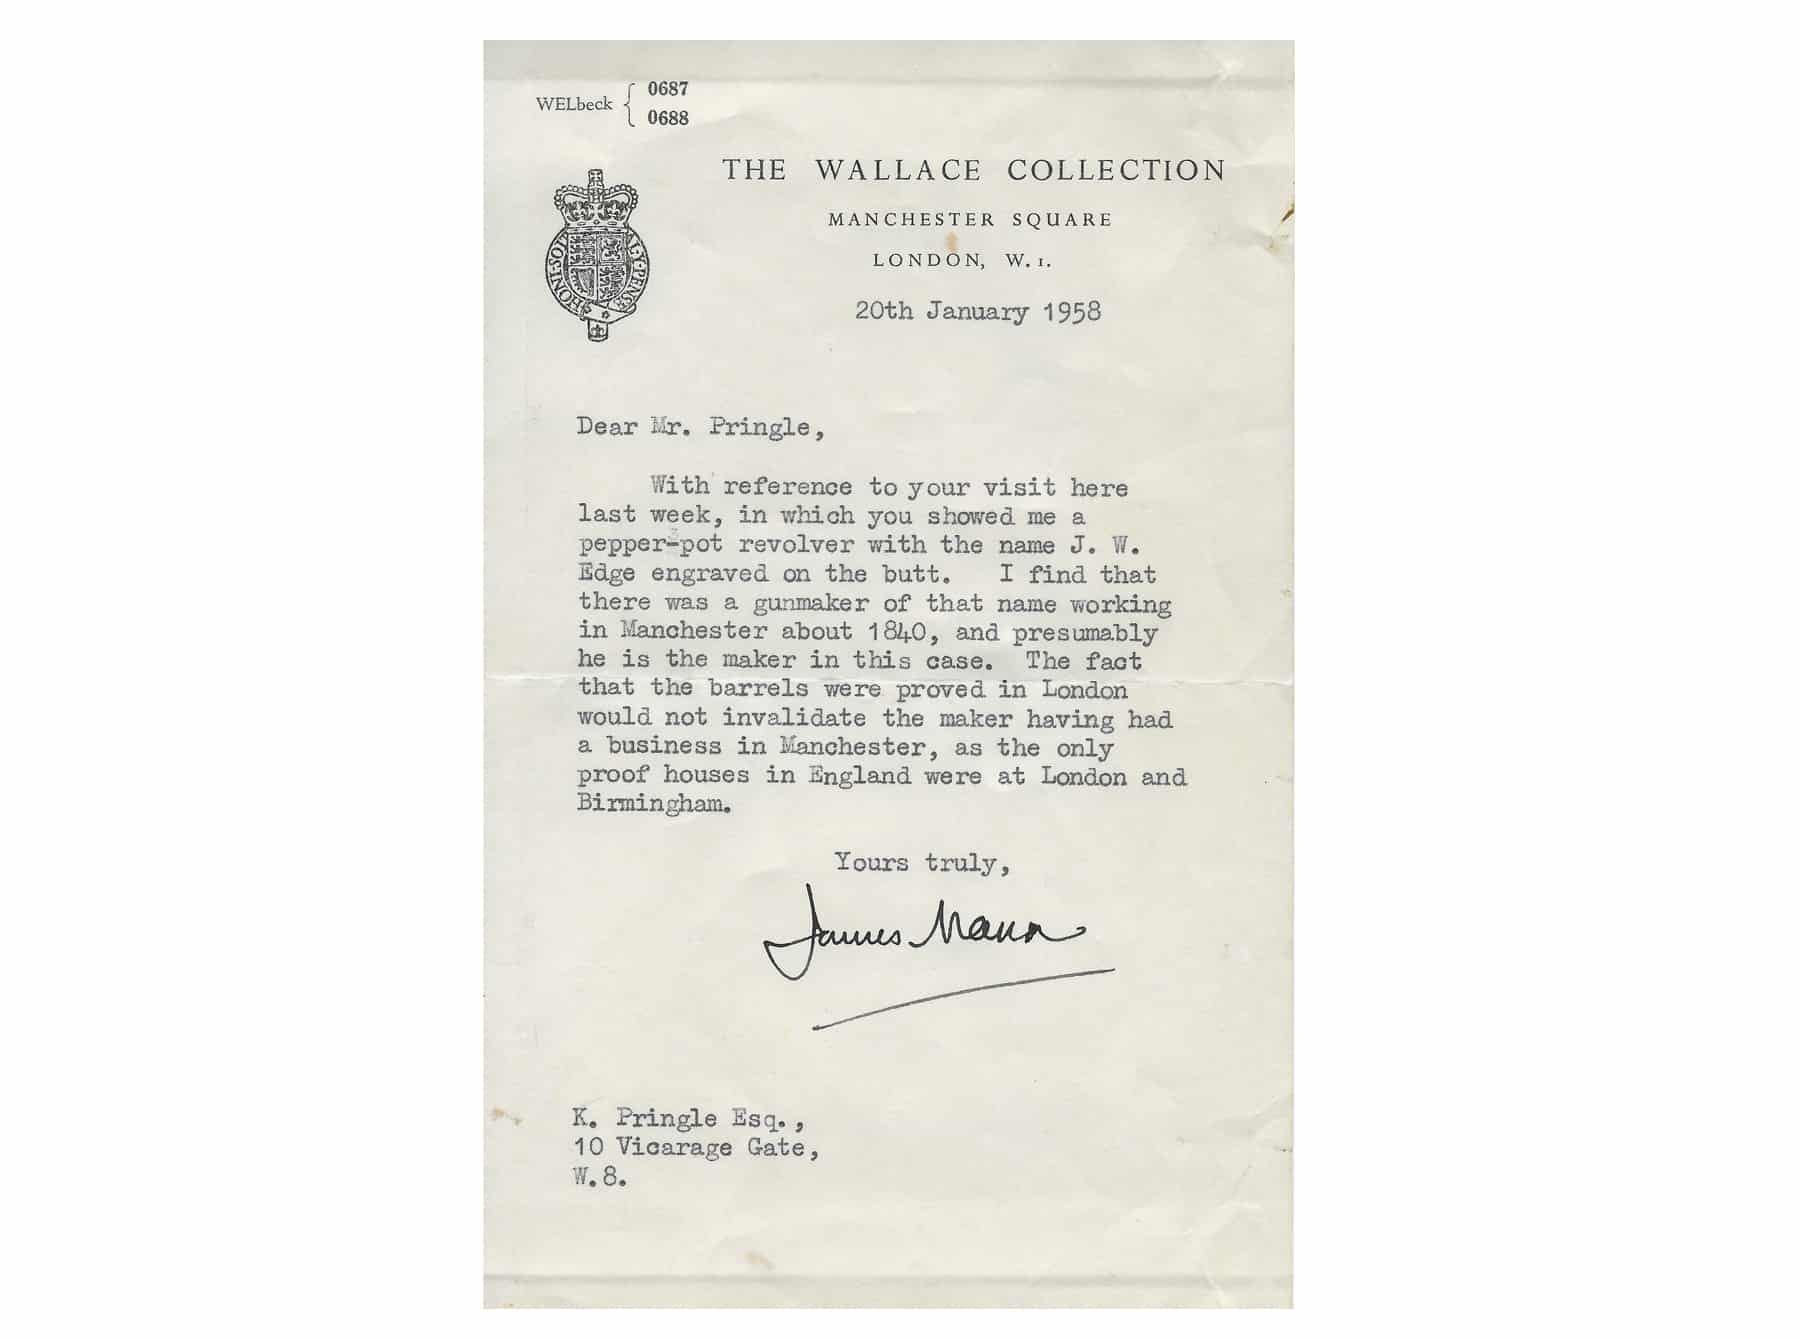 WELbeck { 0687
0688
THE WALLACE COLLECTION
MANCHESTER SQUARE
LONDON, W.1.
HONI·SOIT MAL·Y·PENSE
20th January 1958
Dear Mr. Pringle,
With reference to your visit here
last week, in which you showed me a
pepper-pot revolver with the name J. W.
Edge engraved on the butt. I find that
there was a gunmaker of that name working
in Manchester about 1840, and presumably
he is the maker in this case. The fact
that the barrels were proved in London
would not invalidate the maker having had
a business in Manchester, as the only
proof houses in England were at London and
Birmingham.
Yours truly,
James Mann
K. Pringle Esq.,
10 Vicarage Gate,
W.8.